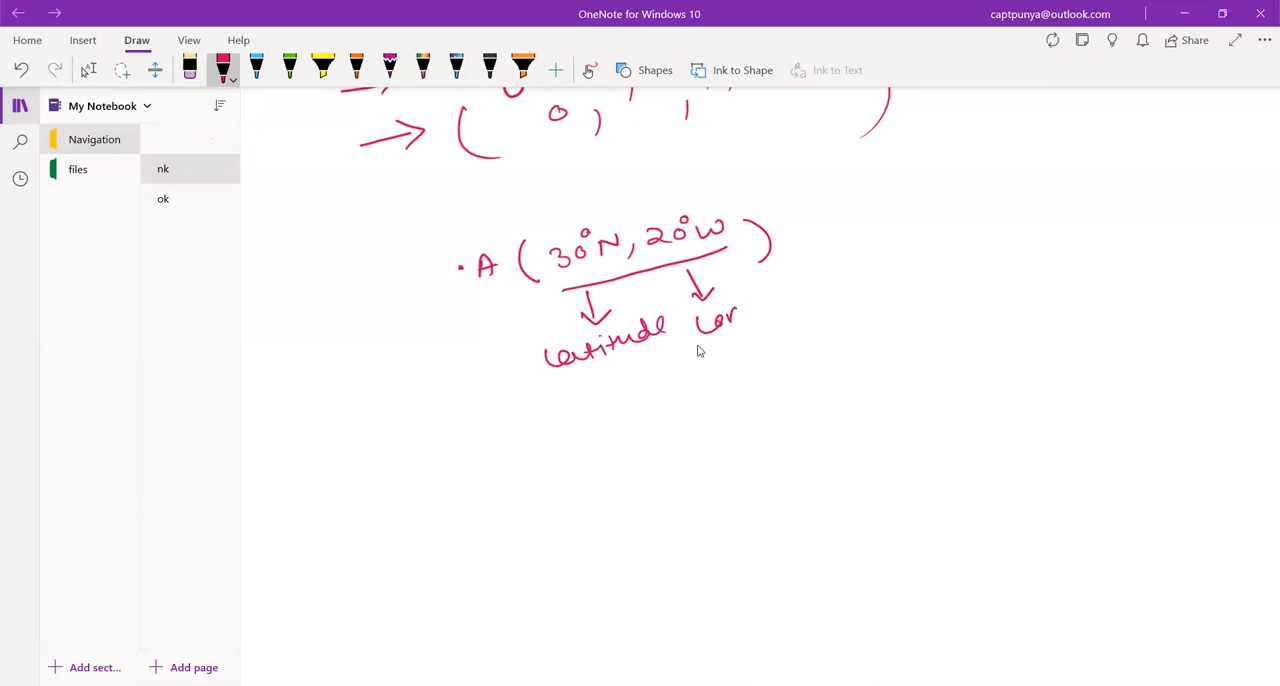 OneNote for Windows 10
captpunya@outlook.com
Home
Insert
Draw
View
Help
Share
Shapes
Ink to Shape
Ink to Text
My Notebook
Navigation
nk
files
ok
0, ,
.A (30°N, 20°W)
latitude
Add sect...
Add page